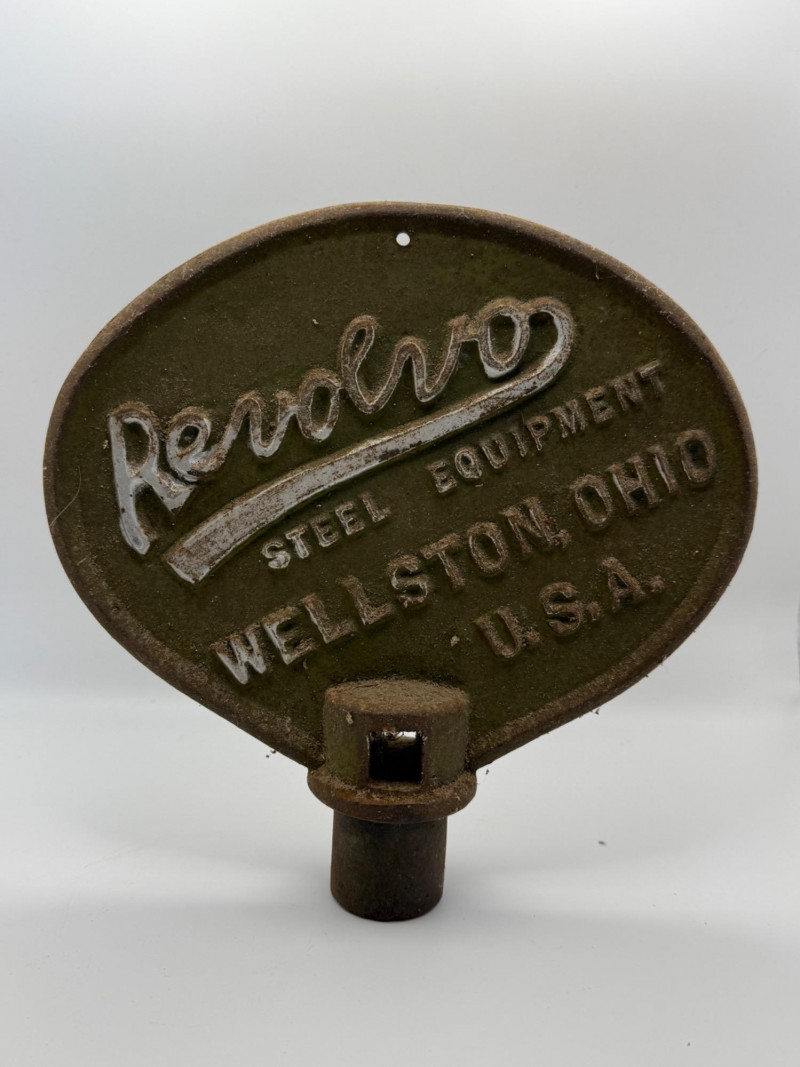 Revolvo
STEEL EQUIPMENT
WELLSTON, OHIO
U.S.A.